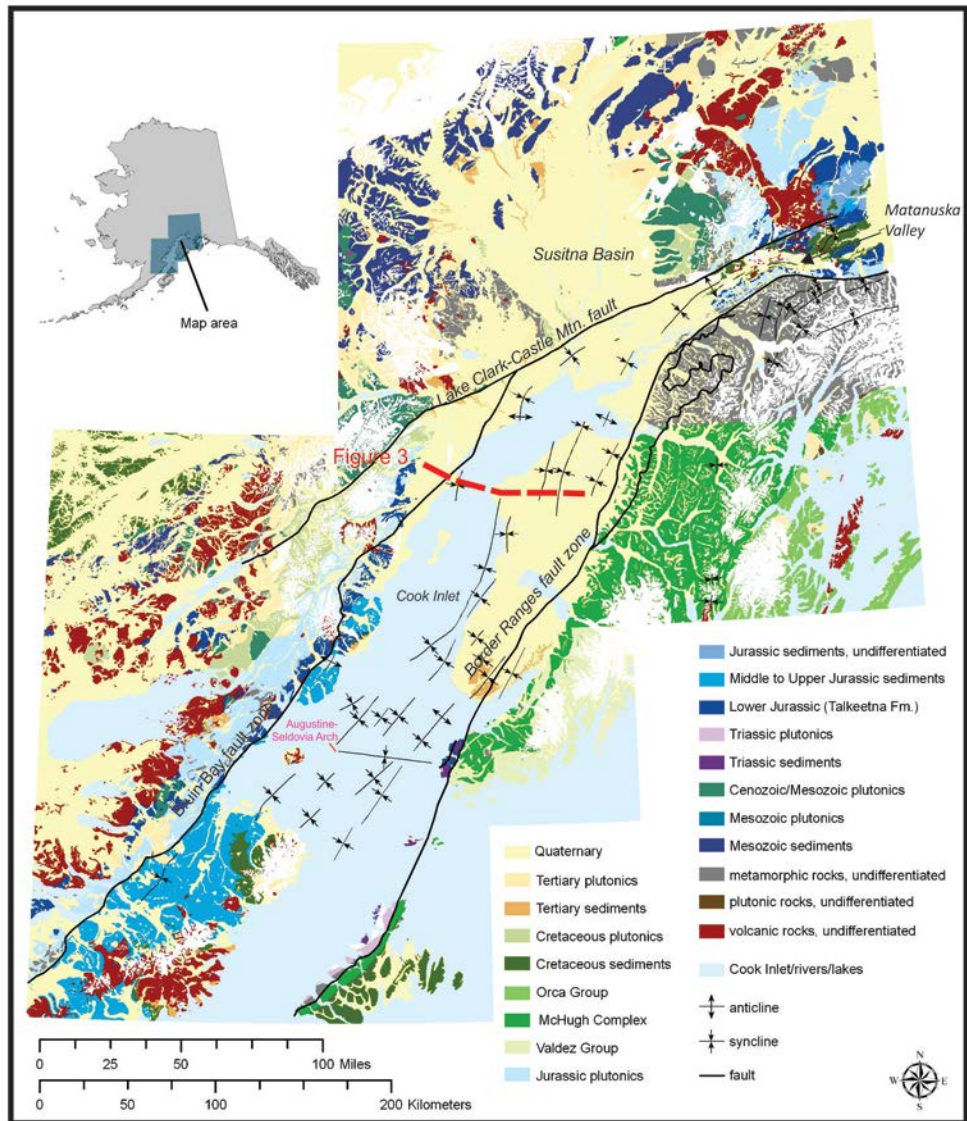 Map area
Susitna Basin
Matanuska
Valley
Lake Clark-Castle Mtn. fault
Figure 3
Cook Inlet
Border Ranges fault zone
Augustine-
Seldovia Arch
Bruin Bay fault zone
Jurassic sediments, undifferentiated
Middle to Upper Jurassic sediments
Lower Jurassic (Talkeetna Fm.)
Triassic plutonics
Triassic sediments
Cenozoic/Mesozoic plutonics
Mesozoic plutonics
Mesozoic sediments
metamorphic rocks, undifferentiated
plutonic rocks, undifferentiated
volcanic rocks, undifferentiated
Cook Inlet/rivers/lakes
anticline
syncline
fault
Quaternary
Tertiary plutonics
Tertiary sediments
Cretaceous plutonics
Cretaceous sediments
Orca Group
McHugh Complex
Valdez Group
Jurassic plutonics
0 25 50 100 Miles
0 50 100 200 Kilometers
N
W E
S